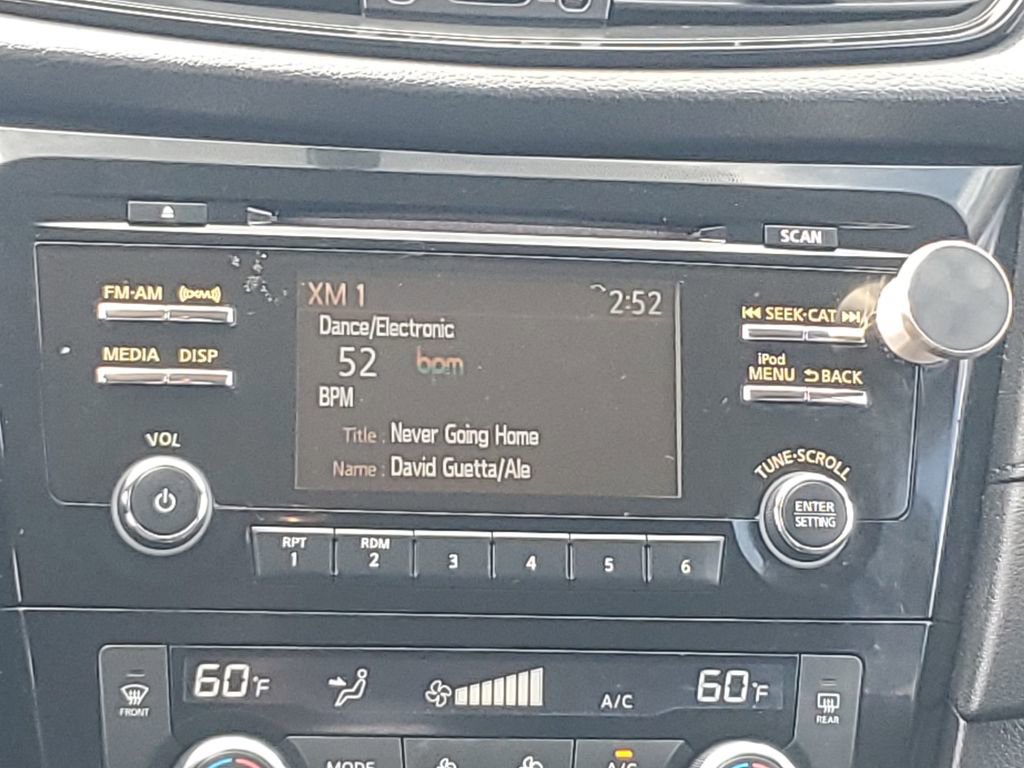 SCAN
FM·AM (XM)
MEDIA DISP
VOL
XM 1 2:52
Dance/Electronic
52 bpm
BPM
Title : Never Going Home
Name : David Guetta/Ale
SEEK·CAT
iPod
MENU BACK
TUNE·SCROLL
ENTER
SETTING
RPT
1
RDM
2
3
4
5
6
FRONT
60°F
A/C
60°F
REAR
MODE
A/C